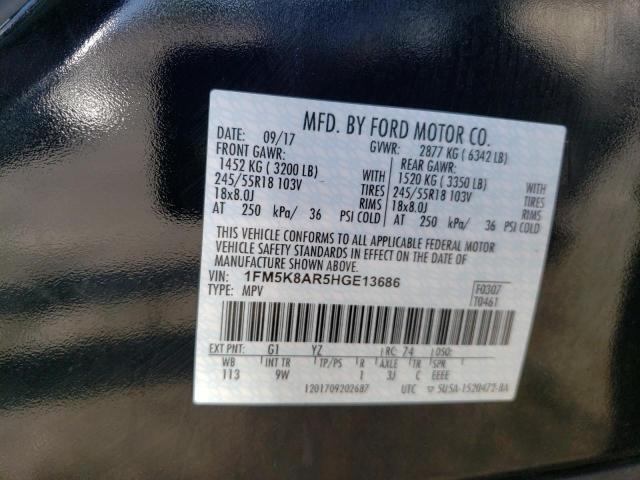 MFD. BY FORD MOTOR CO.
DATE: 09/17 GVWR: 2877 KG ( 6342 LB)
FRONT GAWR: REAR GAWR:
1452 KG ( 3200 LB) WITH 1520 KG ( 3350 LB) WITH
245/55R18 103V TIRES 245/55R18 103V TIRES
18x8.0J RIMS 18x8.0J RIMS
AT 250 kPa/ 36 PSI COLD AT 250 kPa/ 36 PSI COLD
THIS VEHICLE CONFORMS TO ALL APPLICABLE FEDERAL MOTOR
VEHICLE SAFETY STANDARDS IN EFFECT ON THE DATE OF
MANUFACTURE SHOWN ABOVE.
VIN: 1FM5K8AR5HGE13686 F0307
TYPE: MPV T0461
EXT PNT: G1 YZ RC: 74 DSO:
WB INT TR TP/PS R AXLE TR SPR
113 9W 1 3J C EEEE
1201709202687 UTC 5U5A-1520472-BA